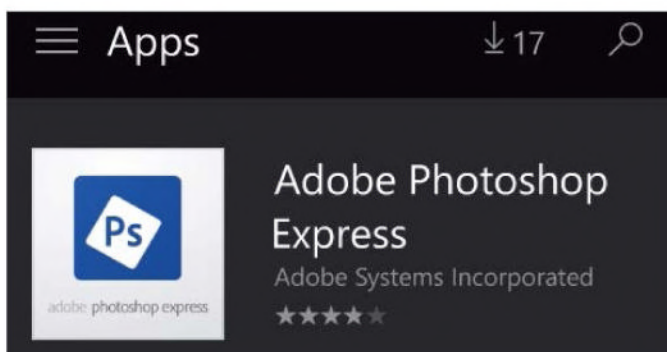 Apps 17
Adobe Photoshop
Express
Adobe Systems Incorporated
Ps
adobe photoshop express